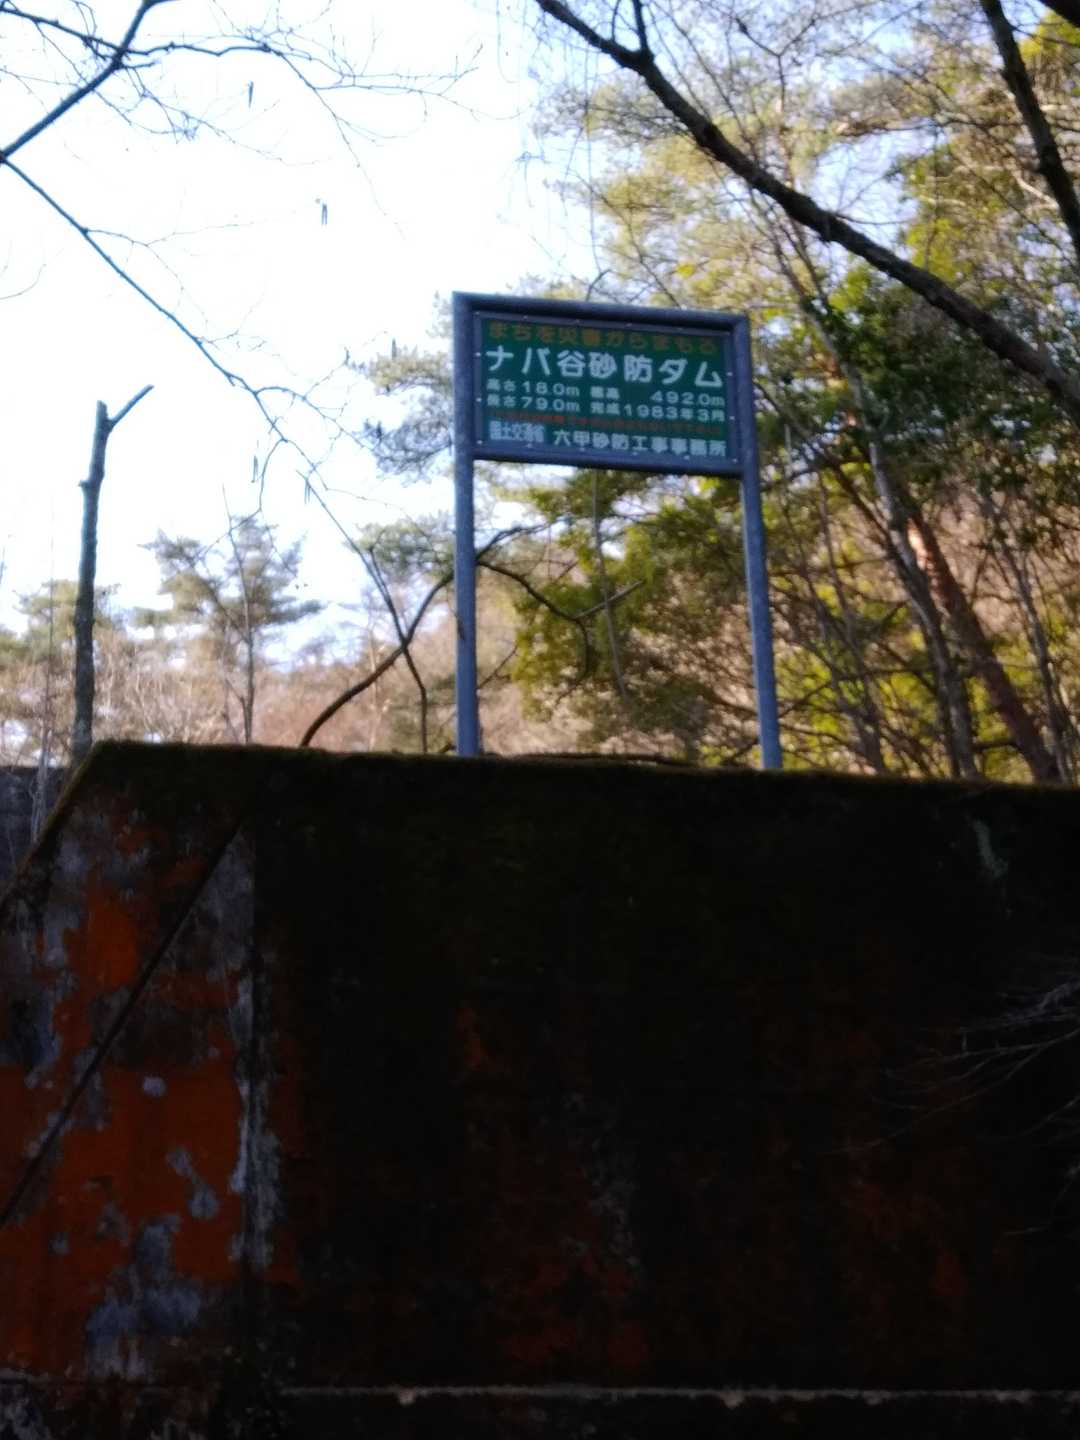 まちを災害からまもる
ナバ谷砂防ダム
高さ18.0m 標高 492.0m
長さ79.0m 完成1983年3月
国土交通省 六甲砂防工事事務所